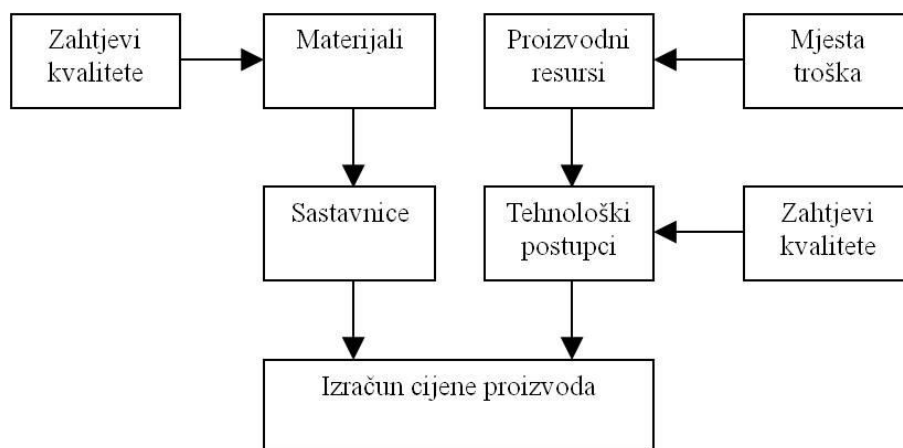 Zahtjevi
kvalitete
Materijali
Proizvodni
resursi
Mjesta
troška
Sastavnice
Tehnološki
postupci
Zahtjevi
kvalitete
Izračun cijene proizvoda